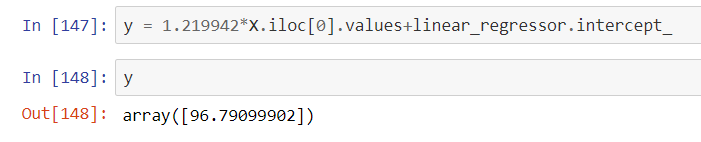 In [147]: y = 1.219942*X.iloc[0].values+linear_regressor.intercept_
In [148]: y
Out[148]: array([96.79099902])